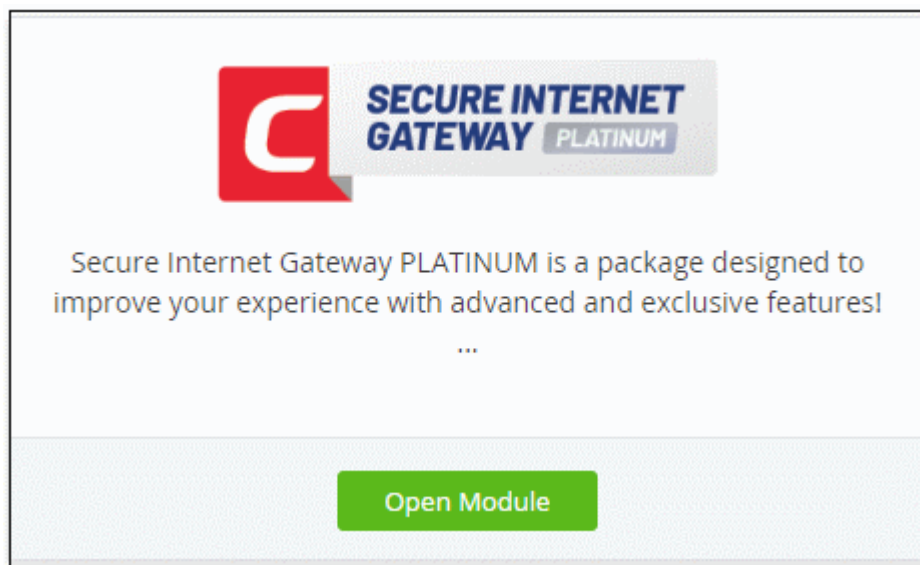 C
SECURE INTERNET
GATEWAY PLATINUM
Secure Internet Gateway PLATINUM is a package designed to
improve your experience with advanced and exclusive features!
...
Open Module